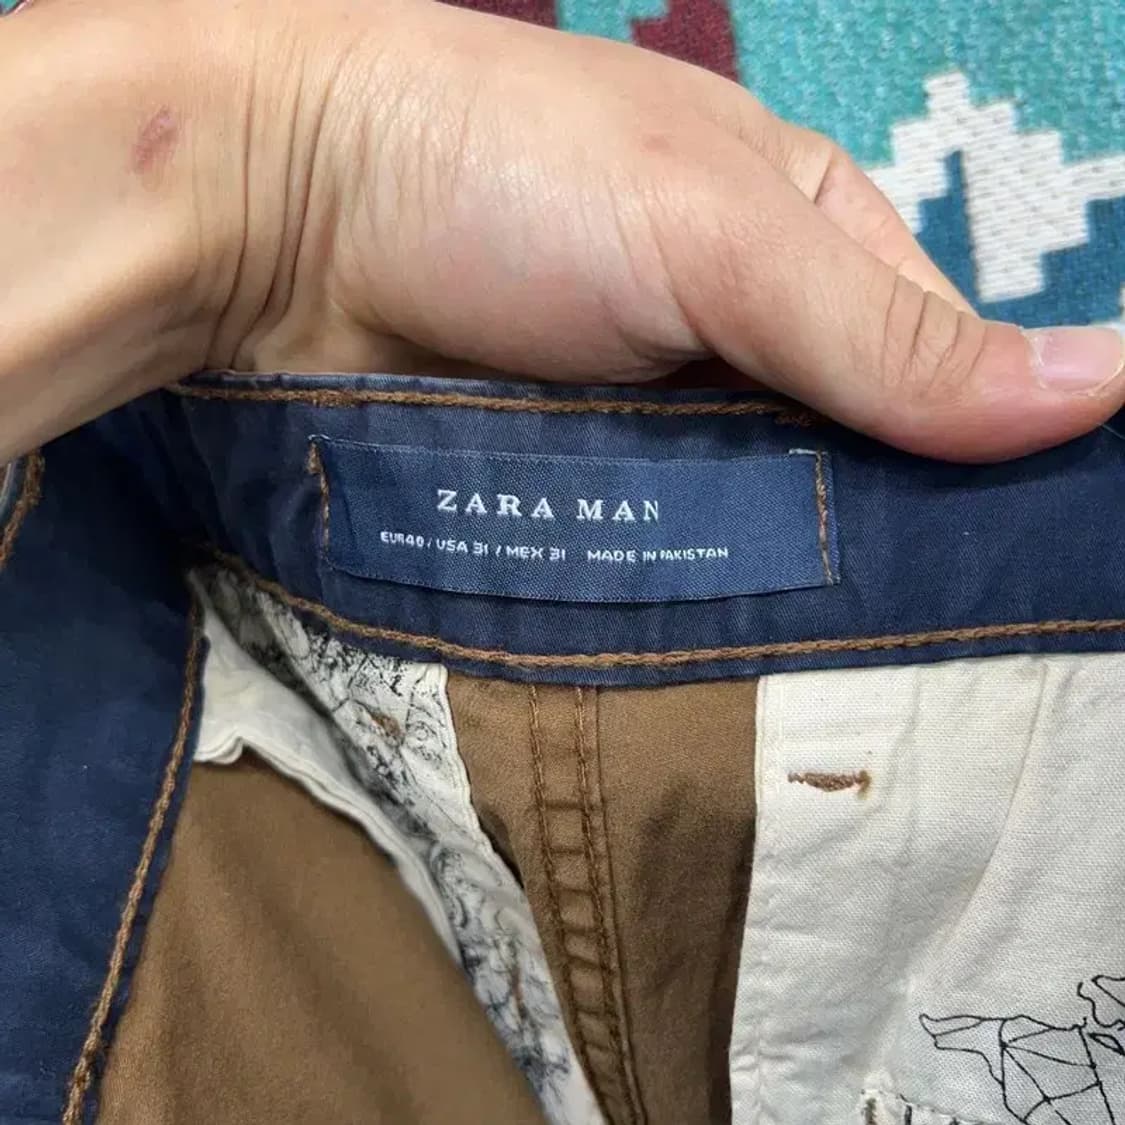 ZARA MAN
EUR40 / USA 31 / MEX 31 MADE IN PAKISTAN